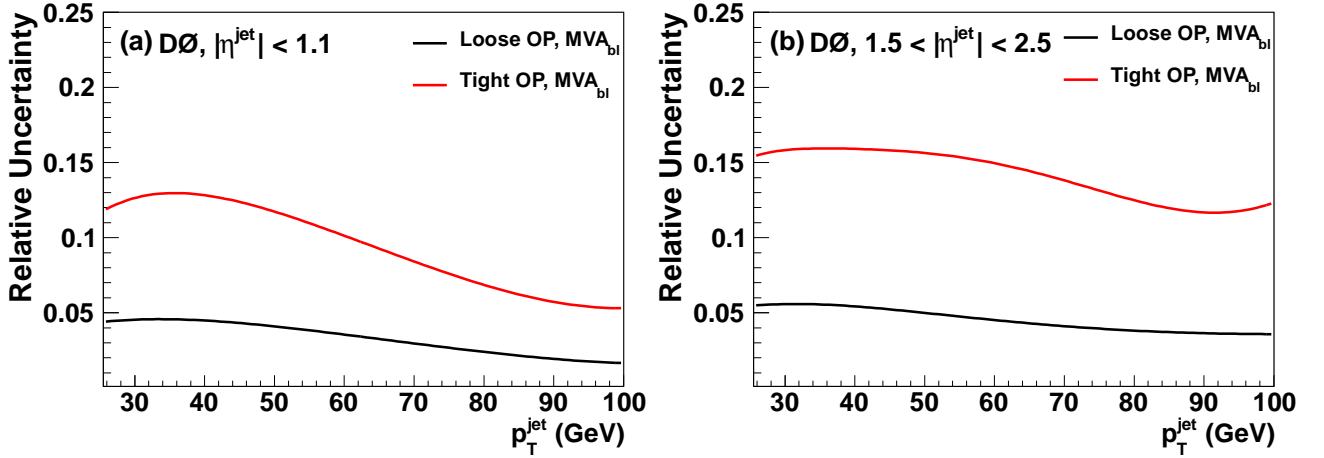 (a) DØ, |η^jet| < 1.1
Loose OP, MVA_bl
Tight OP, MVA_bl
Relative Uncertainty
0.25
0.2
0.15
0.1
0.05
30 40 50 60 70 80 90 100
p_T^jet (GeV)
(b) DØ, 1.5 < |η^jet| < 2.5
Loose OP, MVA_bl
Tight OP, MVA_bl
Relative Uncertainty
0.25
0.2
0.15
0.1
0.05
30 40 50 60 70 80 90 100
p_T^jet (GeV)